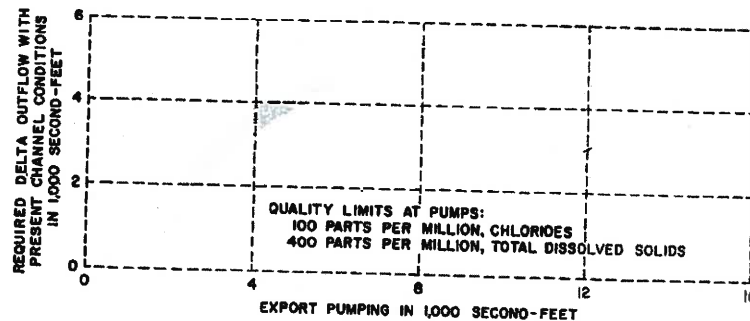 REQUIRED DELTA OUTFLOW WITH
PRESENT CHANNEL CONDITIONS
IN 1,000 SECOND-FEET
6
4
2
0
QUALITY LIMITS AT PUMPS:
100 PARTS PER MILLION, CHLORIDES
400 PARTS PER MILLION, TOTAL DISSOLVED SOLIDS
0
4
8
12
EXPORT PUMPING IN 1,000 SECOND-FEET